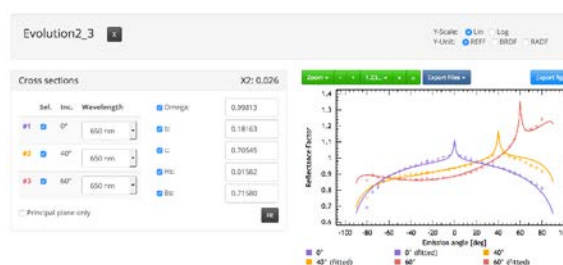 Evolution2_3 x
Y-Scale: Lin Log
Y-Unit: REFF BRDF RADF
Cross sections X2: 0.026
Sel. Inc. Wavelength
#1 0° 650 nm
#2 40° 650 nm
#3 60° 650 nm
Principal plane only
Omega: 0.99813
b: 0.18163
c: 0.70545
Hs: 0.01582
Bs: 0.71580
Fit
Zoom - + 1,23... Export Files
Reflectance Factor
1.4
1.3
1.2
1.1
1
0.9
0.8
0.7
0.6
-100 -80 -60 -40 -20 0 20 40 60 80
Emission angle [deg]
0° 0° (fitted) 40°
40° (fitted) 60° 60° (fitted)